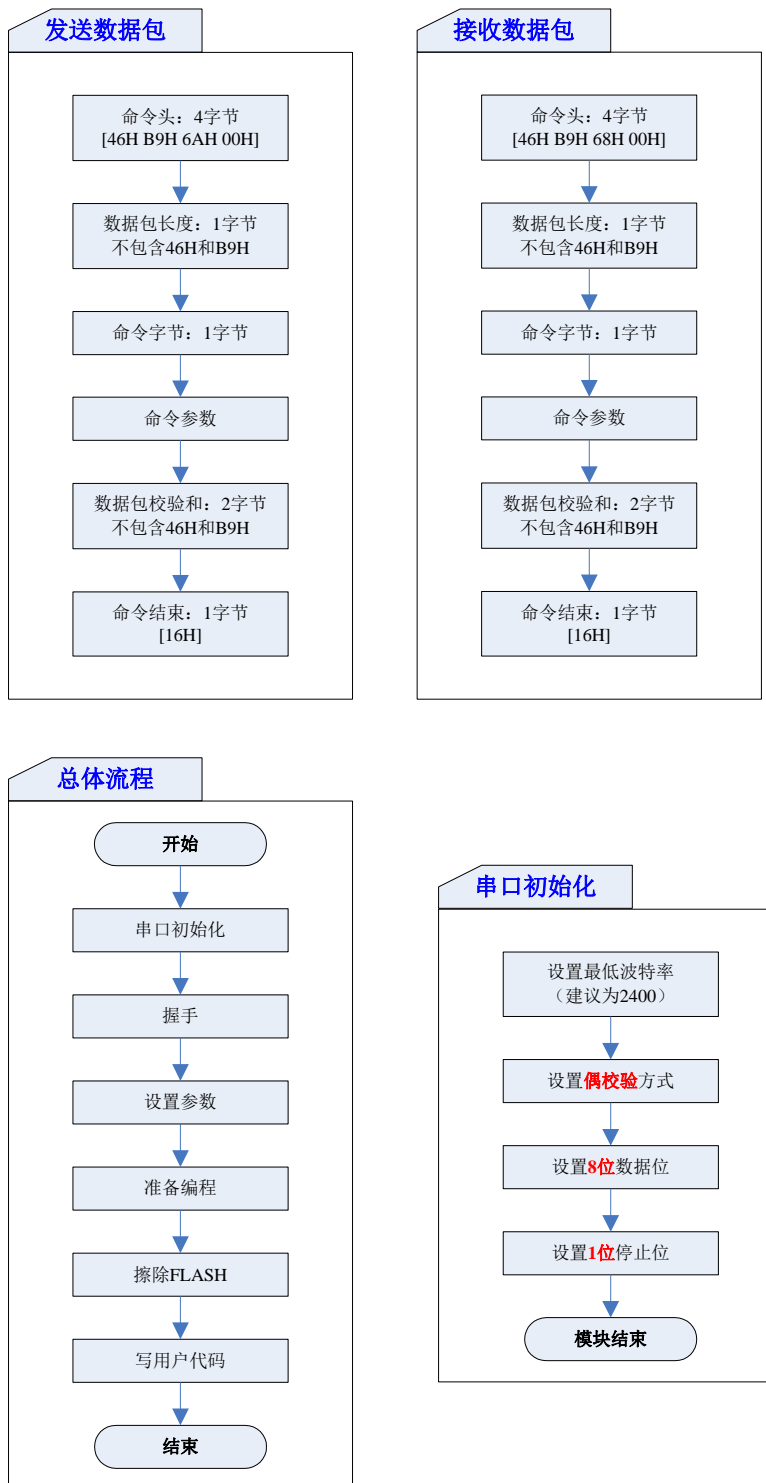 发送数据包
命令头：4字节
[46H B9H 6AH 00H]
数据包长度：1字节
不包含46H和B9H
命令字节：1字节
命令参数
数据包校验和：2字节
不包含46H和B9H
命令结束：1字节
[16H]
接收数据包
命令头：4字节
[46H B9H 68H 00H]
数据包长度：1字节
不包含46H和B9H
命令字节：1字节
命令参数
数据包校验和：2字节
不包含46H和B9H
命令结束：1字节
[16H]
总体流程
开始
串口初始化
握手
设置参数
准备编程
擦除FLASH
写用户代码
结束
串口初始化
设置最低波特率
（建议为2400）
设置偶校验方式
设置8位数据位
设置1位停止位
模块结束